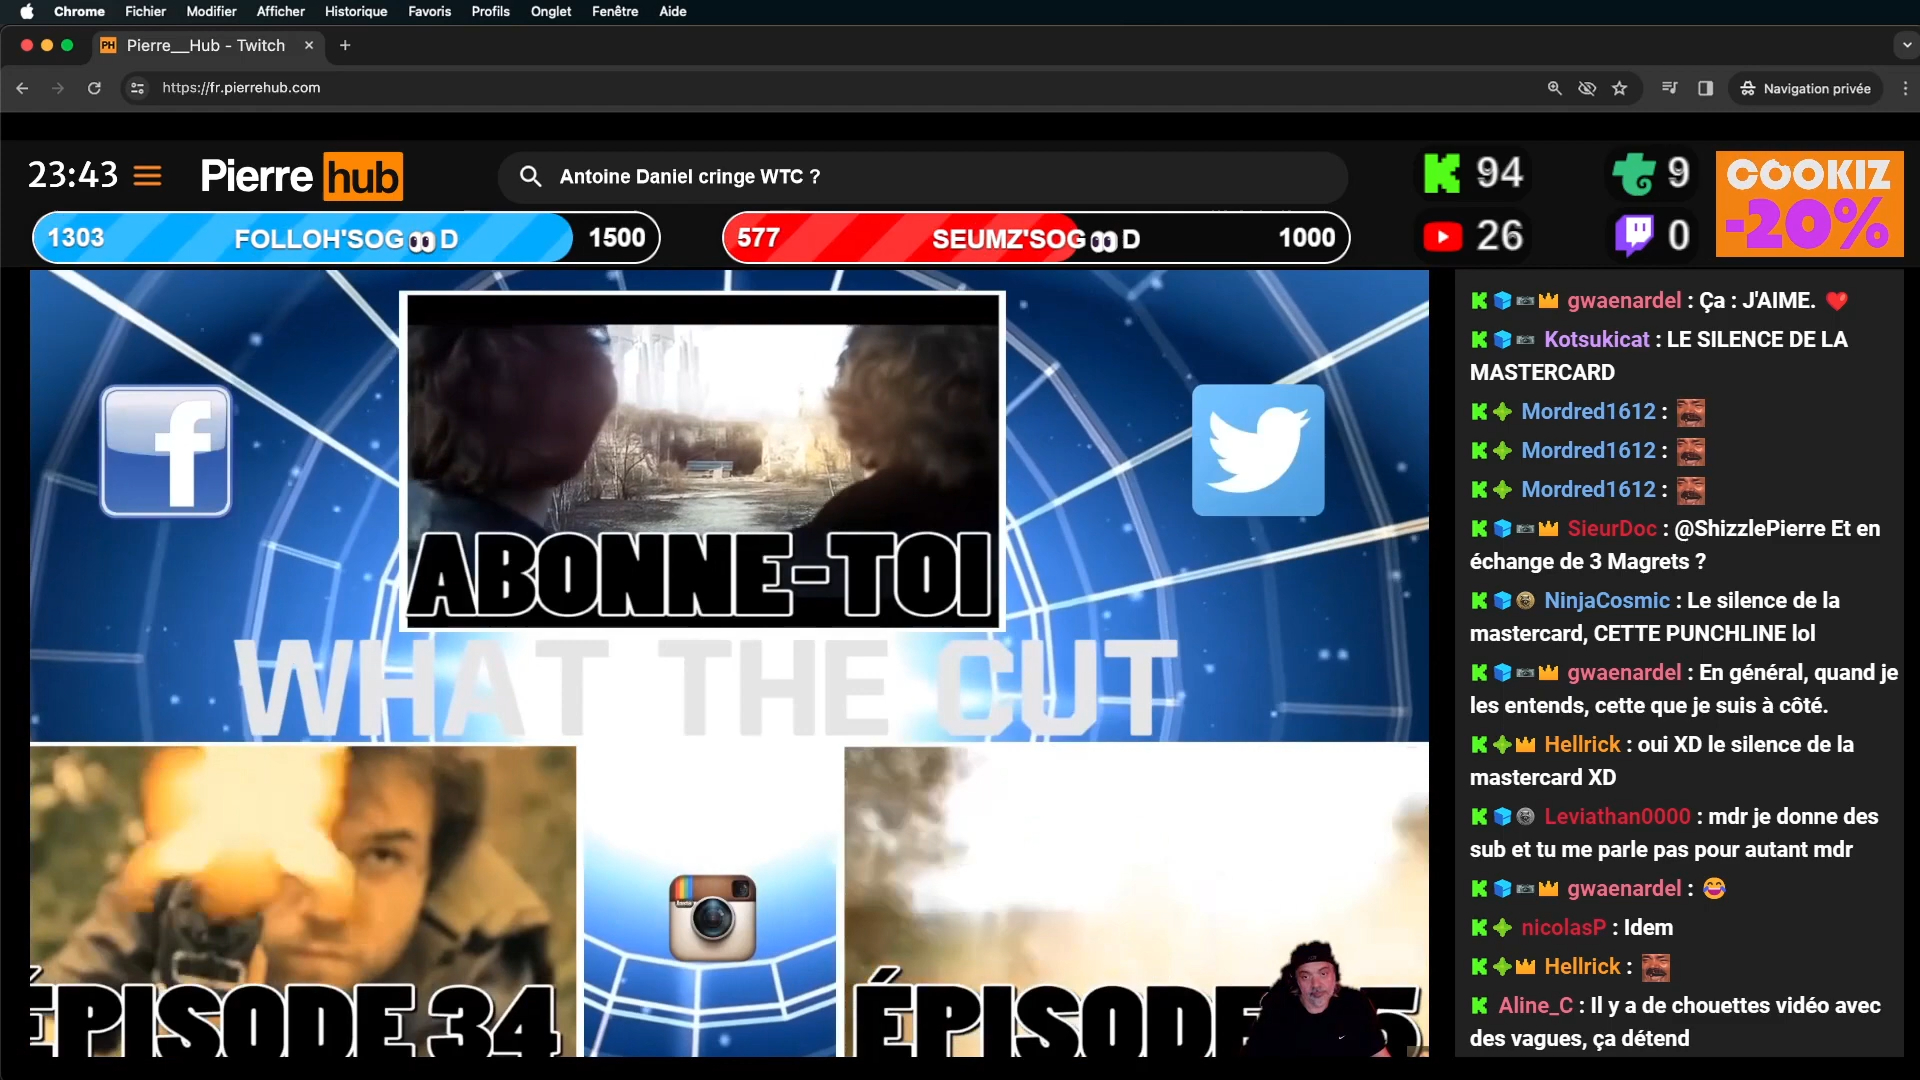 Chrome Fichier Modifier Afficher Historique Favoris Profils Onglet Fenêtre Aide
PH Pierre__Hub - Twitch
https://fr.pierrehub.com
Navigation privée
23:43
Pierre hub
Antoine Daniel cringe WTC ?
94
9
COOKIZ
-20%
1303 FOLLOH'SOG D 1500
577 SEUMZ'SOG D 1000
26
0
ABONNE-TOI
WHAT THE CUT
ÉPISODE 34
ÉPISODE
gwaenardel : Ça : J'AIME. ❤️
Kotsukicat : LE SILENCE DE LA
MASTERCARD
Mordred1612 :
Mordred1612 :
Mordred1612 :
SieurDoc : @ShizzlePierre Et en
échange de 3 Magrets ?
NinjaCosmic : Le silence de la
mastercard, CETTE PUNCHLINE lol
gwaenardel : En général, quand je
les entends, cette que je suis à côté.
Hellrick : oui XD le silence de la
mastercard XD
Leviathan0000 : mdr je donne des
sub et tu me parle pas pour autant mdr
gwaenardel : 😂
nicolasP : Idem
Hellrick :
Aline_C : Il y a de chouettes vidéo avec
des vagues, ça détend